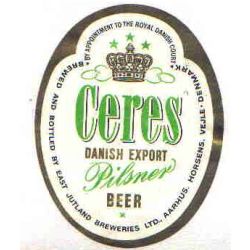 BY APPOINTMENT TO THE ROYAL DANISH COURT
Ceres
DANISH EXPORT
Pilsner
BEER
BREWED AND BOTTLED BY EAST JUTLAND BREWERIES LTD., AARHUS, HORSENS, VEJLE - DENMARK